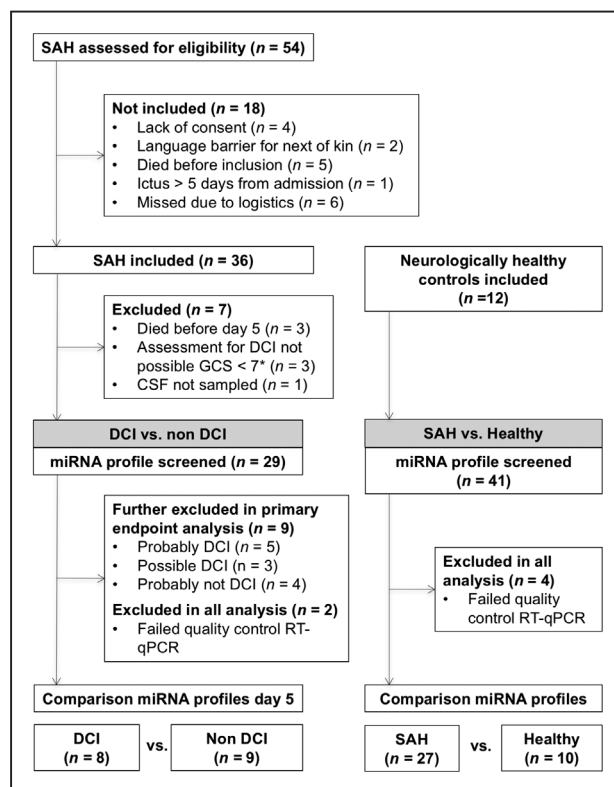 SAH assessed for eligibility (n = 54)
Not included (n = 18)
• Lack of consent (n = 4)
• Language barrier for next of kin (n = 2)
• Died before inclusion (n = 5)
• Ictus > 5 days from admission (n = 1)
• Missed due to logistics (n = 6)
SAH included (n = 36)
Excluded (n = 7)
• Died before day 5 (n = 3)
• Assessment for DCI not
possible GCS < 7* (n = 3)
• CSF not sampled (n = 1)
DCI vs. non DCI
miRNA profile screened (n = 29)
Further excluded in primary
endpoint analysis (n = 9)
• Probably DCI (n = 5)
• Possible DCI (n = 3)
• Probably not DCI (n = 4)
Excluded in all analysis (n = 2)
• Failed quality control RT-
qPCR
Comparison miRNA profiles day 5
DCI
(n = 8)
vs.
Non DCI
(n = 9)
Neurologically healthy
controls included
(n =12)
SAH vs. Healthy
miRNA profile screened
(n = 41)
Excluded in all
analysis (n = 4)
• Failed quality control
RT-qPCR
Comparison miRNA profiles
SAH
(n = 27)
vs.
Healthy
(n = 10)